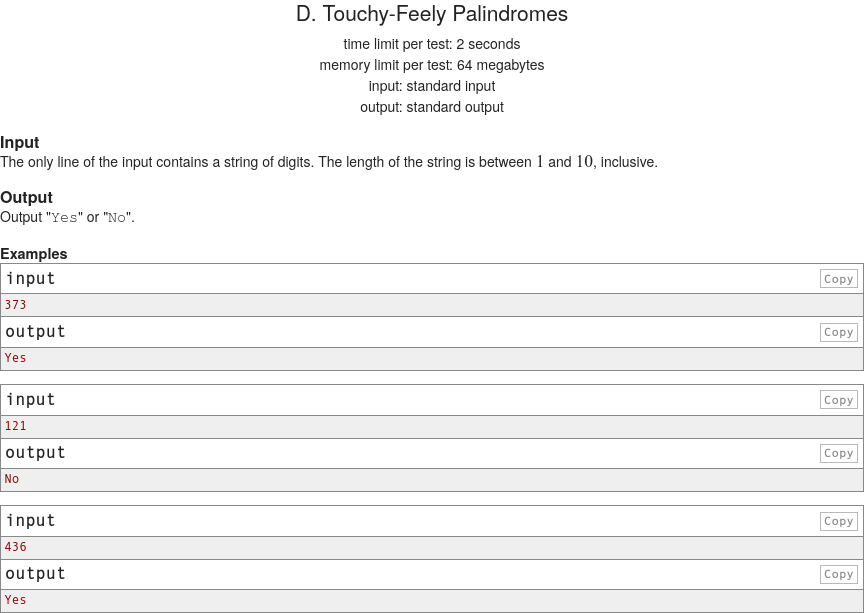 D. Touchy-Feely Palindromes
time limit per test: 2 seconds
memory limit per test: 64 megabytes
input: standard input
output: standard output
Input
The only line of the input contains a string of digits. The length of the string is between 1 and 10, inclusive.
Output
Output "Yes" or "No".
Examples
input
Copy
373
output
Copy
Yes
input
Copy
121
output
Copy
No
input
Copy
436
output
Copy
Yes